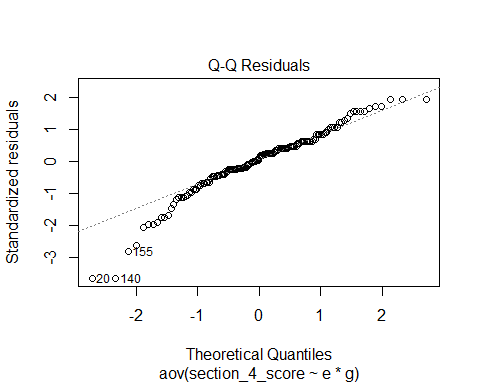 Q-Q Residuals
Standardized residuals
2
1
0
-1
-2
-3
155
20
140
-2 -1 0 1 2
Theoretical Quantiles
aov(section_4_score ~ e * g)